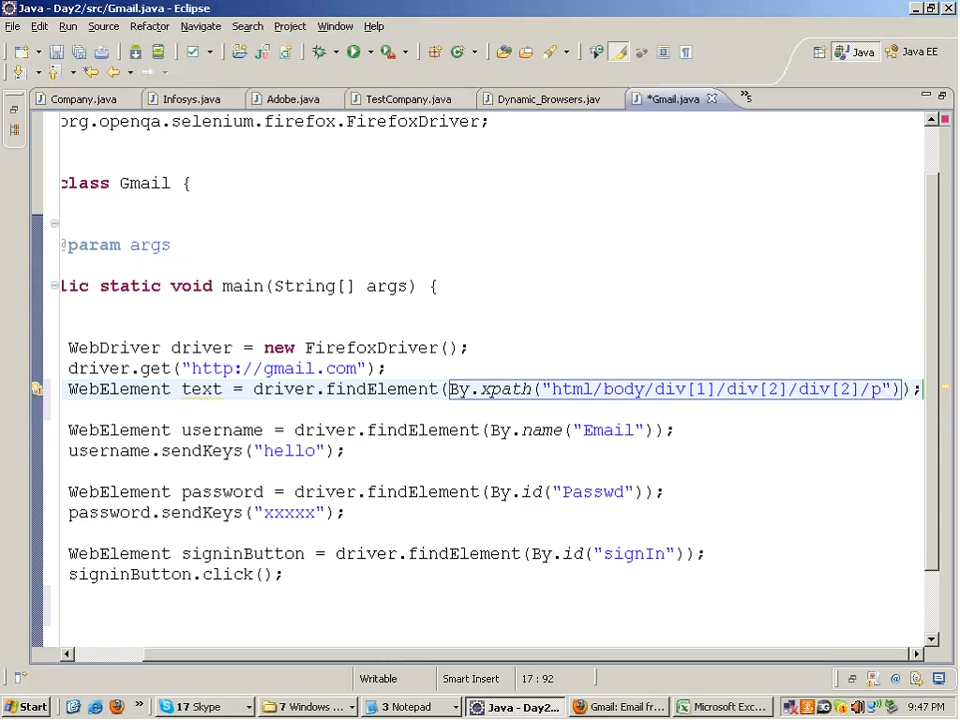 Java - Day2/src/Gmail.java - Eclipse
File Edit Run Source Refactor Navigate Search Project Window Help
Java Java EE
Company.java Infosys.java Adobe.java TestCompany.java Dynamic_Browsers.java *Gmail.java »5
org.openqa.selenium.firefox.FirefoxDriver;
class Gmail {
@param args
lic static void main(String[] args) {
WebDriver driver = new FirefoxDriver();
driver.get("http://gmail.com");
WebElement text = driver.findElement(By.xpath("html/body/div[1]/div[2]/div[2]/p"));
WebElement username = driver.findElement(By.name("Email"));
username.sendKeys("hello");
WebElement password = driver.findElement(By.id("Passwd"));
password.sendKeys("xxxxx");
WebElement signinButton = driver.findElement(By.id("signIn"));
signinButton.click();
Writable Smart Insert 17 : 92
Start » 17 Skype 7 Windows ... 3 Notepad Java - Day2... Gmail: Email fr... Microsoft Exc... 9:47 PM